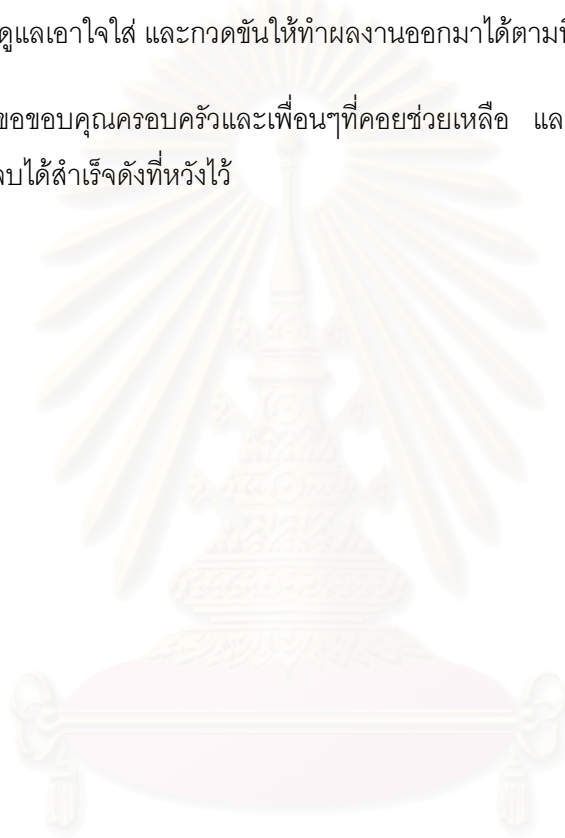 ดูแลเอาใจใส่ และกวดขันให้ทำผลงานออกมาได้ตามที่
ขอขอบคุณครอบครัวและเพื่อนๆที่คอยช่วยเหลือ แล
บได้สำเร็จดังที่หวังไว้